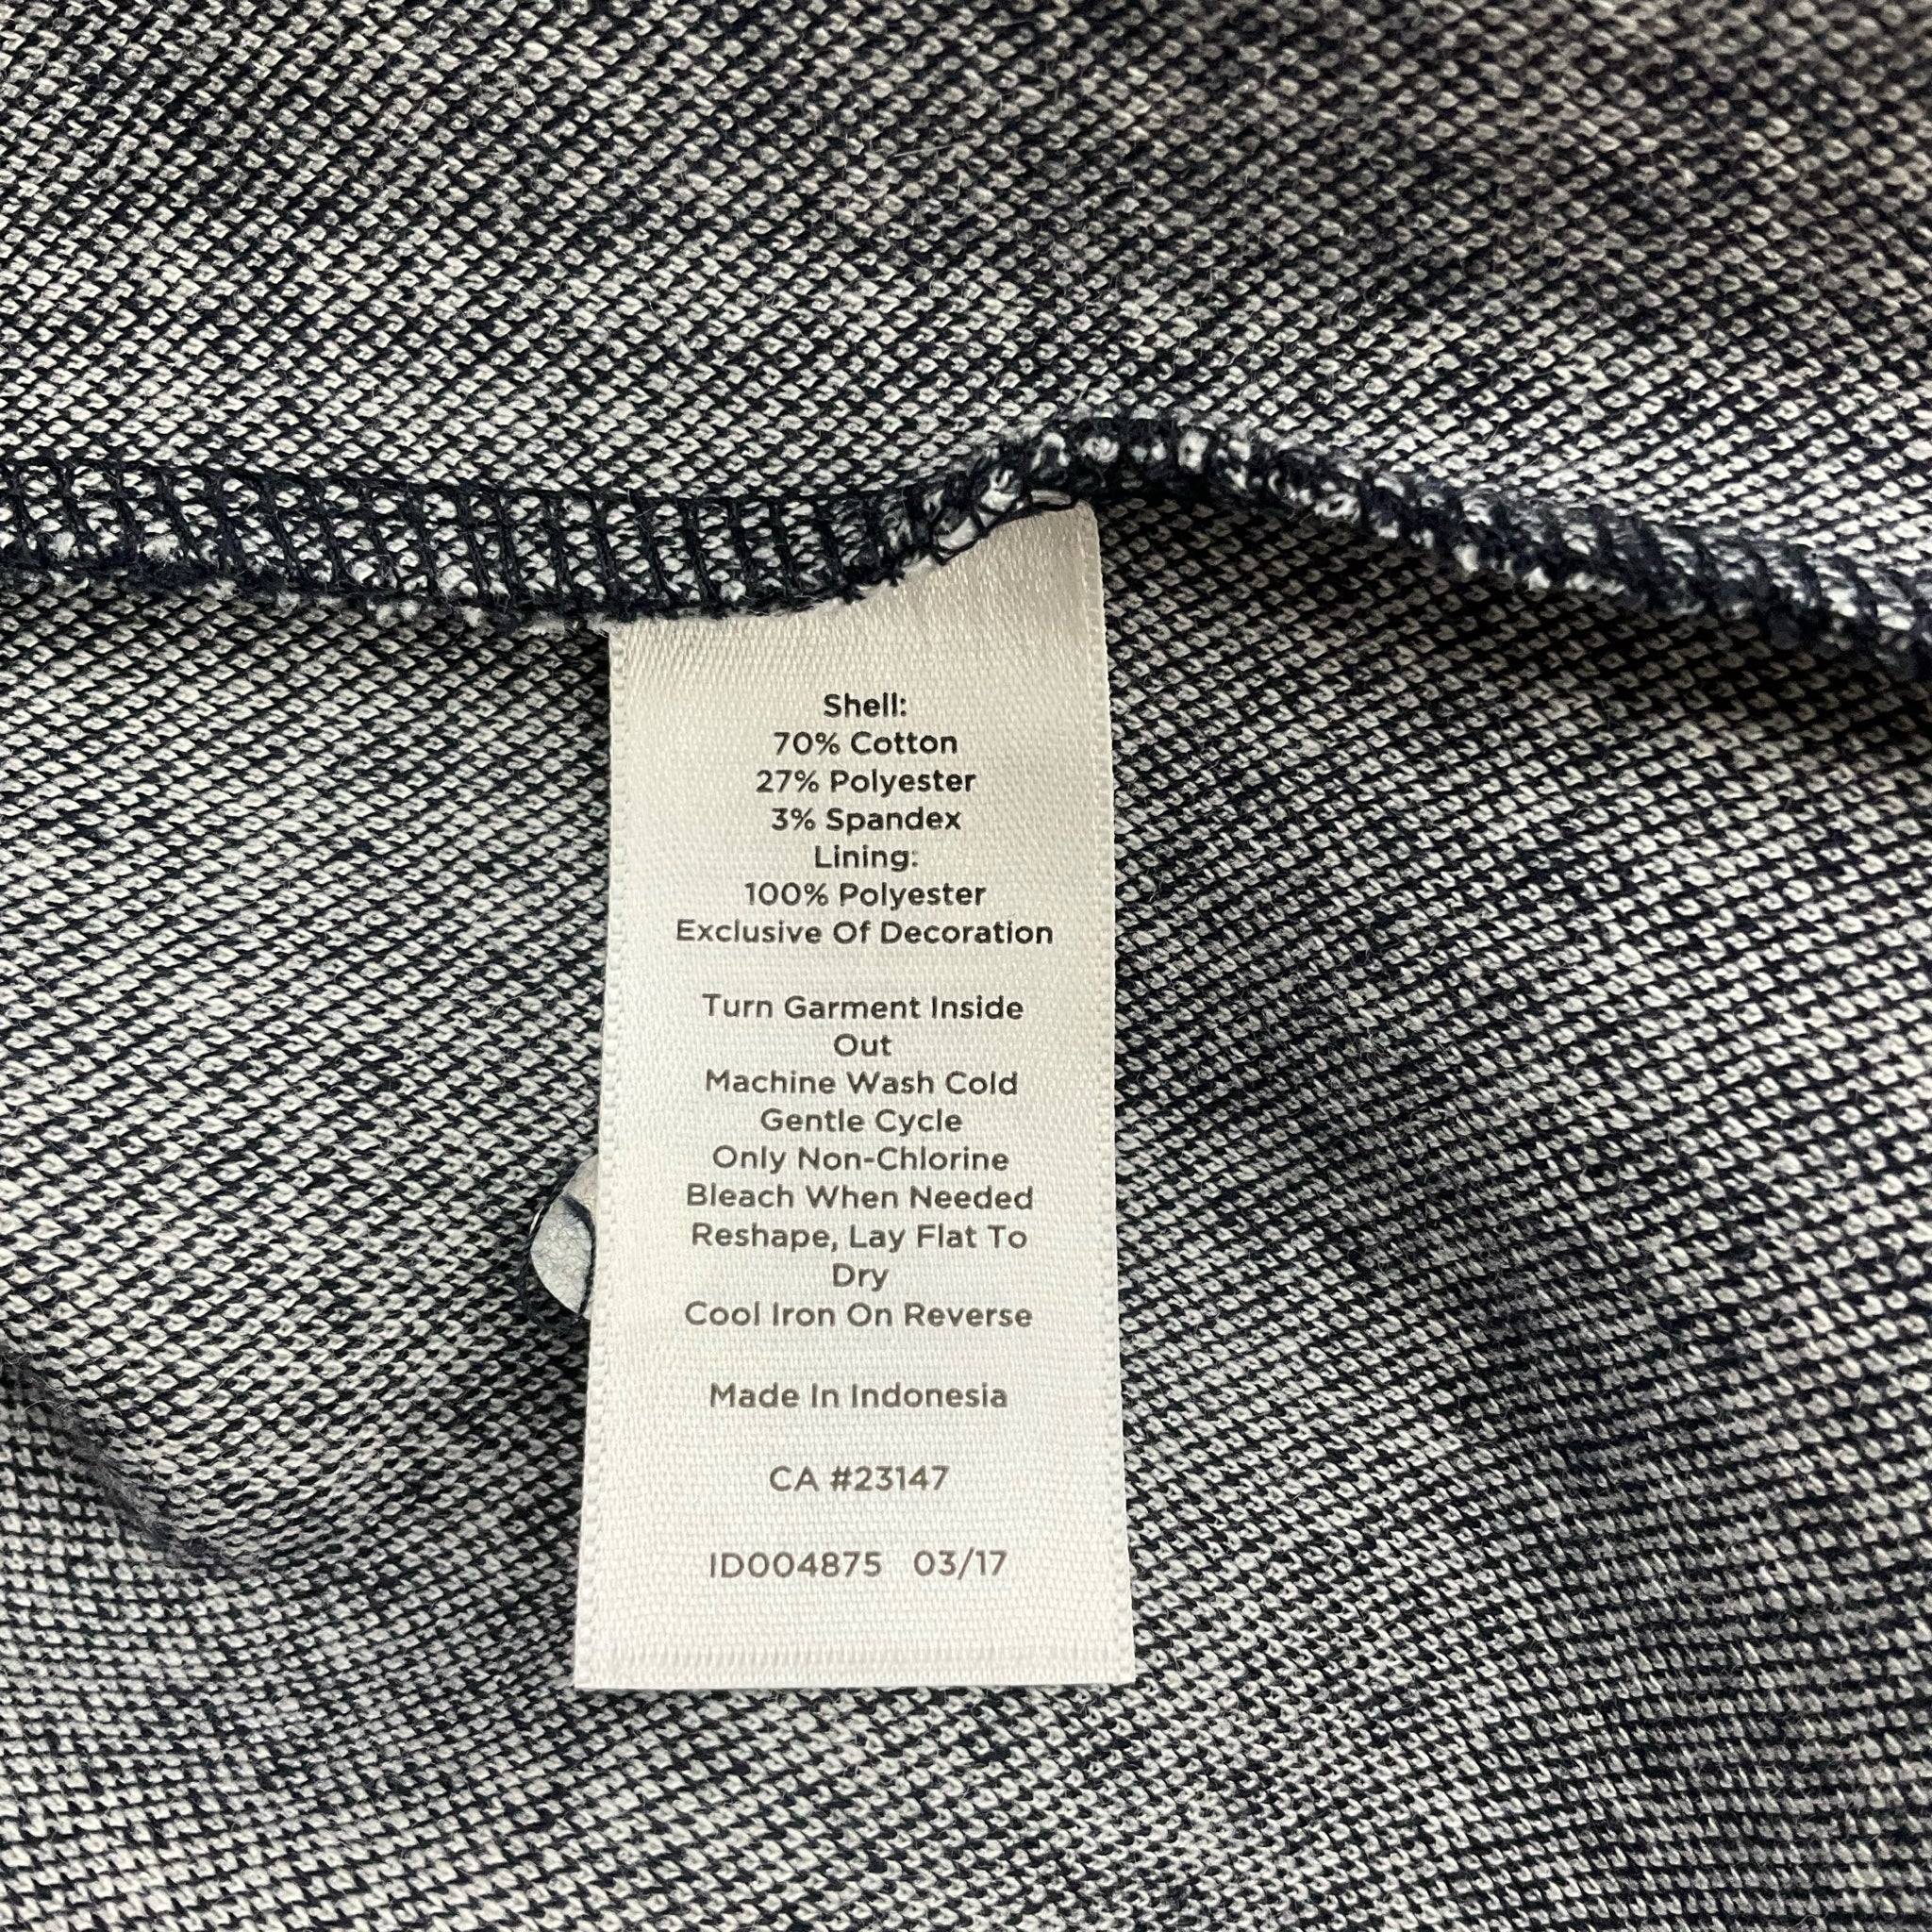 Shell:
70% Cotton
27% Polyester
3% Spandex
Lining:
100% Polyester
Exclusive Of Decoration
Turn Garment Inside
Out
Machine Wash Cold
Gentle Cycle
Only Non-Chlorine
Bleach When Needed
Reshape, Lay Flat To
Dry
Cool Iron On Reverse
Made In Indonesia
CA #23147
ID004875 03/17